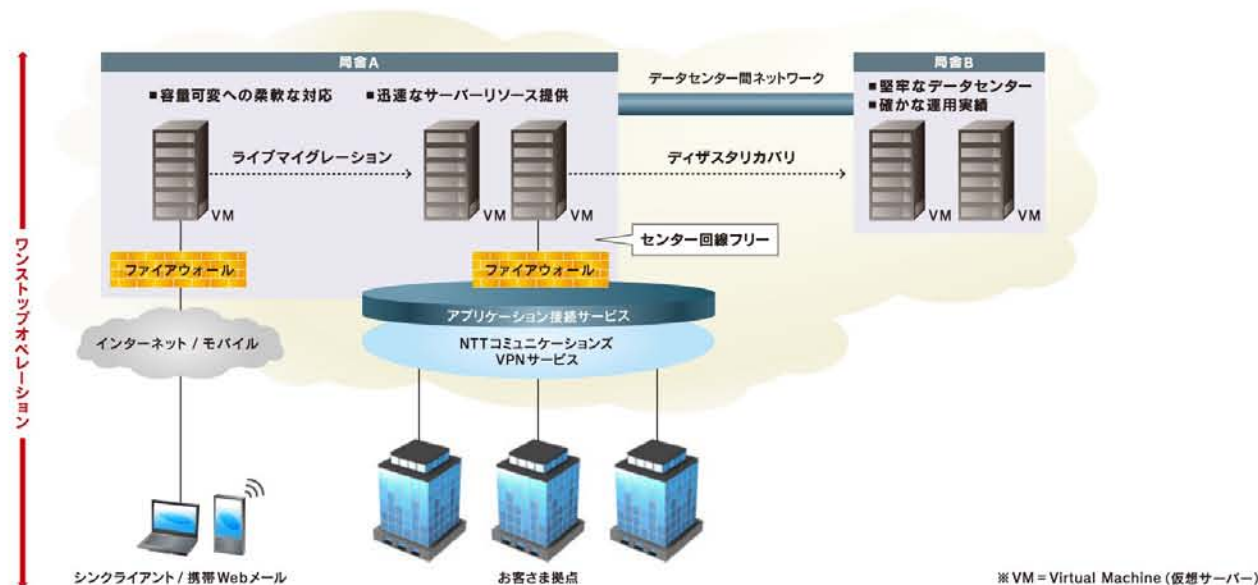 局舎A
■容量可変への柔軟な対応
■迅速なサーバーリソース提供
データセンター間ネットワーク
局舎B
■堅牢なデータセンター
■確かな運用実績
ライブマイグレーション
ディザスタリカバリ
VM
VM
VM
VM
VM
センター回線フリー
ファイアウォール
ファイアウォール
アプリケーション接続サービス
インターネット / モバイル
NTTコミュニケーションズ
VPNサービス
ワンストップオペレーション
シンクライアント / 携帯Webメール
お客さま拠点
※VM = Virtual Machine (仮想サーバー)